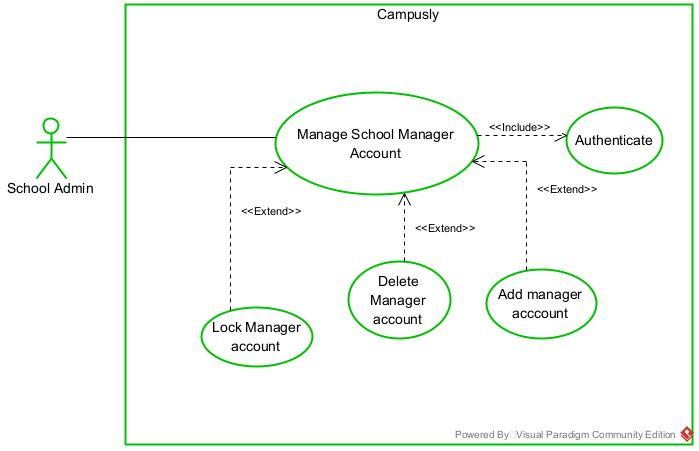 Campusly
School Admin
Manage School Manager
Account
<<Include>>
Authenticate
<<Extend>>
<<Extend>>
<<Extend>>
Lock Manager
account
Delete
Manager
account
Add manager
acccount
Powered By□Visual Paradigm Community Edition